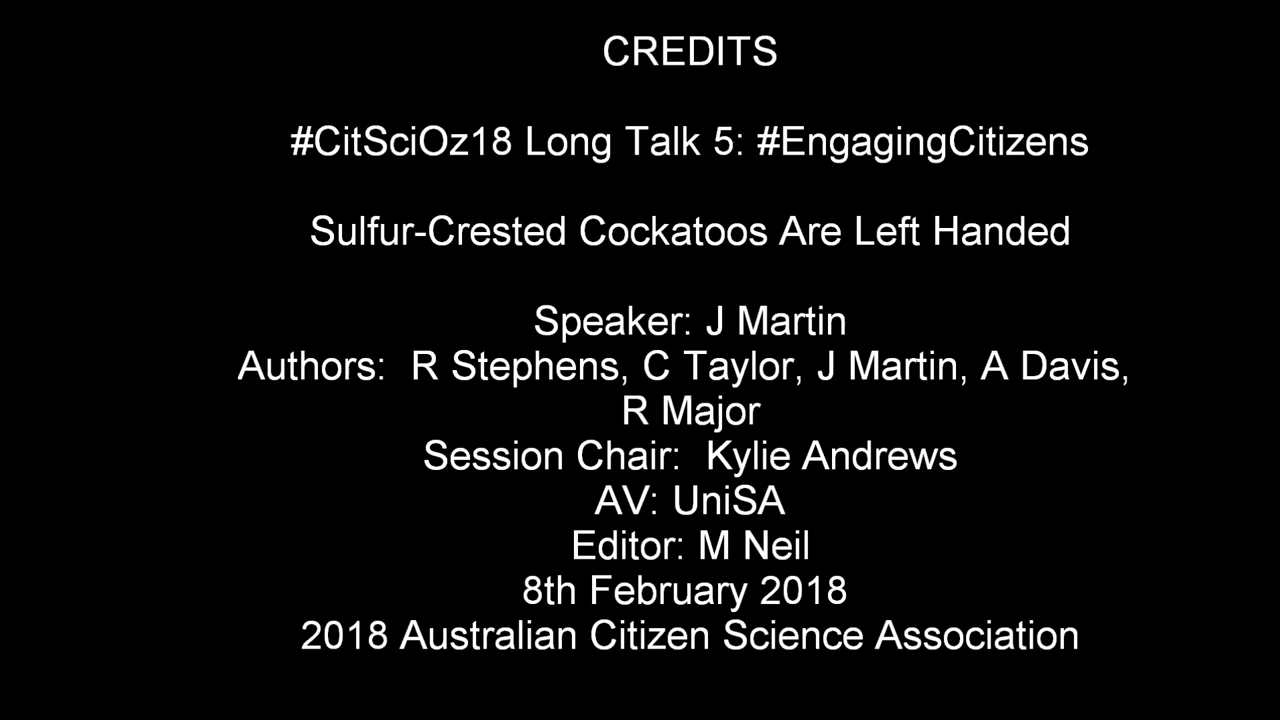 CREDITS
#CitSciOz18 Long Talk 5: #EngagingCitizens
Sulfur-Crested Cockatoos Are Left Handed
Speaker: J Martin
Authors:  R Stephens, C Taylor, J Martin, A Davis,
R Major
Session Chair:  Kylie Andrews
AV: UniSA
Editor: M Neil
8th February 2018
2018 Australian Citizen Science Association